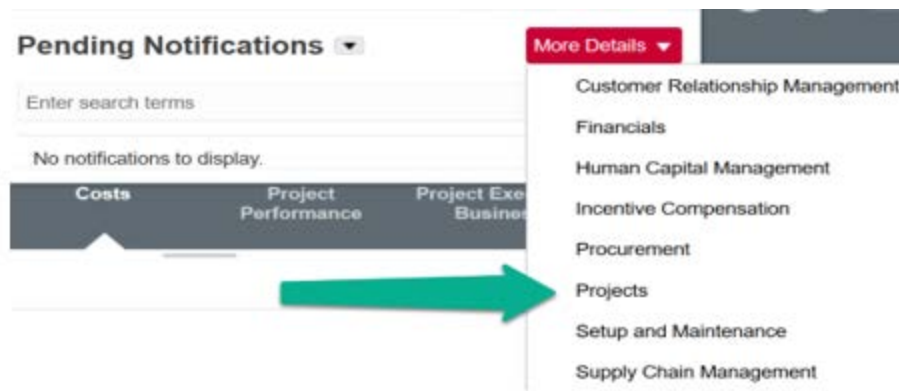 Pending Notifications
More Details
Customer Relationship Management
Enter search terms
Financials
No notifications to display.
Human Capital Management
Costs
Project
Performance
Project Exe
Busines
Incentive Compensation
Procurement
Projects
Setup and Maintenance
Supply Chain Management